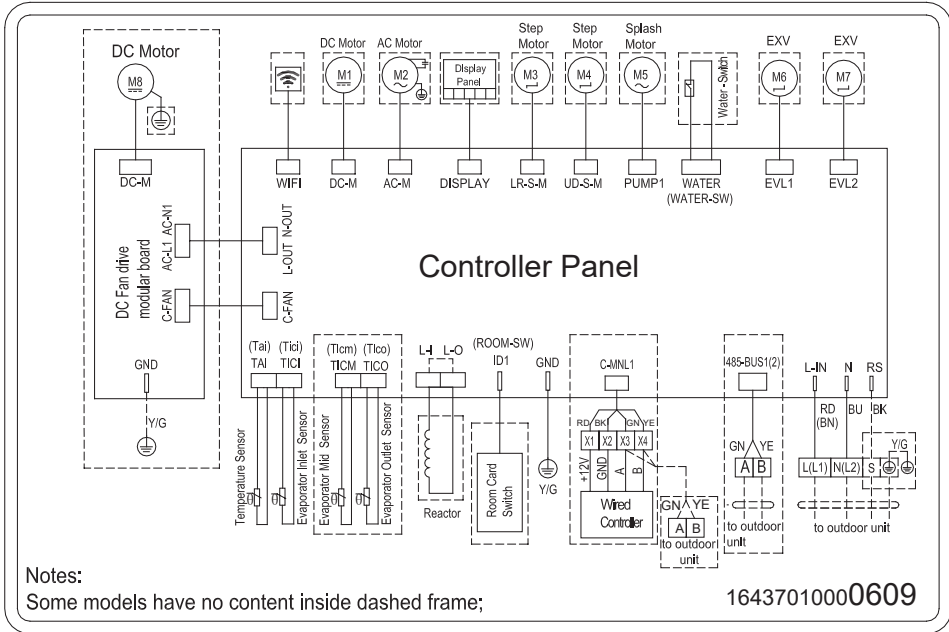 DC Motor
M8
DC-M
AC-L1 AC-N1
C-FAN
DC Fan drive
modular board
GND
Y/G
DC Motor
M1
AC Motor
M2
DIsplay
Panel
Step
Motor
M3
Step
Motor
M4
Splash
Motor
M5
Water -Switch
EXV
M6
EXV
M7
WIFI
DC-M
AC-M
DISPLAY
LR-S-M
UD-S-M
PUMP1
WATER
(WATER-SW)
EVL1
EVL2
L-OUT N-OUT
C-FAN
Controller Panel
(Tai)
TAI
(Tici)
TICI
(TIcm)
TICM
(TIco)
TICO
L-I
L-O
(ROOM-SW)
ID1
GND
C-MNL1
485-BUS1(2)
L-IN
N
RS
Temperature Sensor
Evaporator Inlet Sensor
Evaporator Mid Sensor
Evaporator Outlet Sensor
Reactor
Room Card
Switch
Y/G
RD BK GN YE
X1 X2 X3 X4
+12V
GND
A
B
Wired
Controller
GN YE
A B
to outdoor
unit
GN YE
A B
to outdoor
unit
RD
(BN)
BU
BK
Y/G
L(L1) N(L2) S
to outdoor unit
Notes:
Some models have no content inside dashed frame;
16437010000609